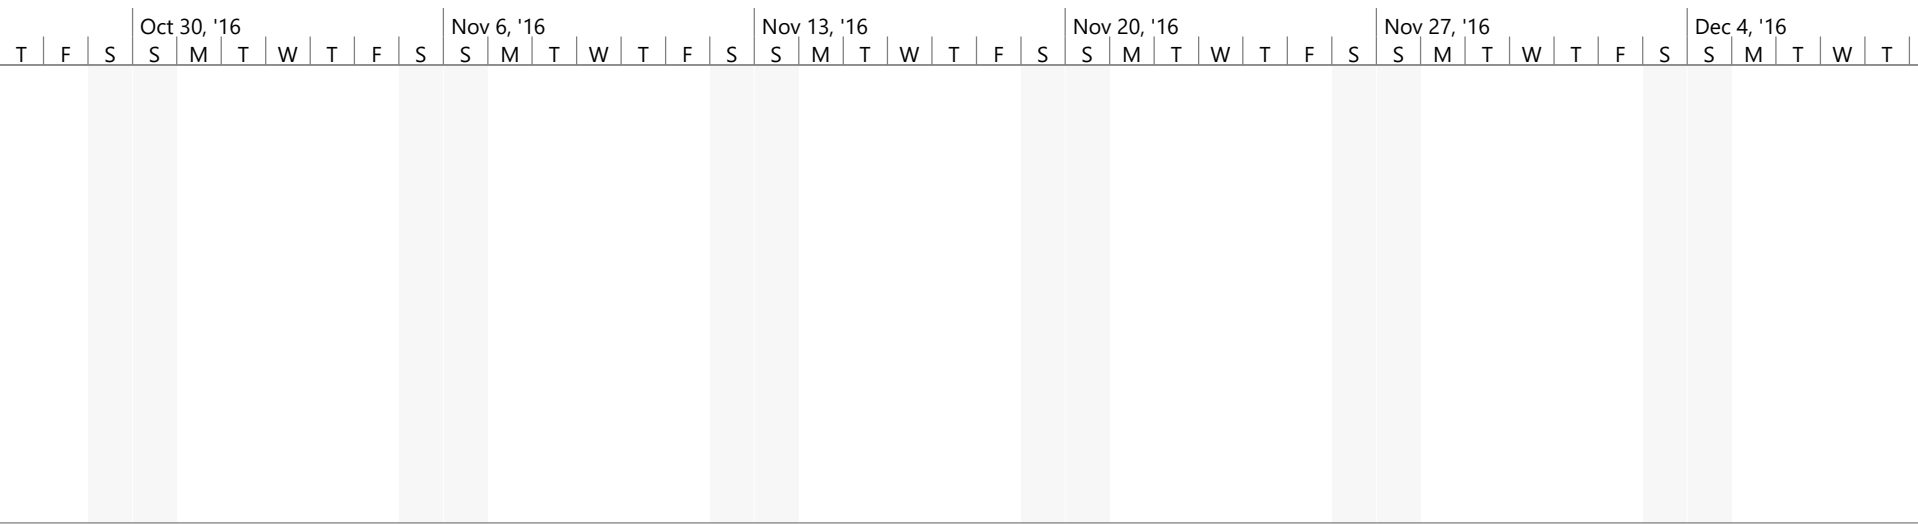 Oct 30, '16 Nov 6, '16 Nov 13, '16 Nov 20, '16 Nov 27, '16 Dec 4, '16
T F S S M T W T F S S M T W T F S S M T W T F S S M T W T F S S M T W T F S S M T W T